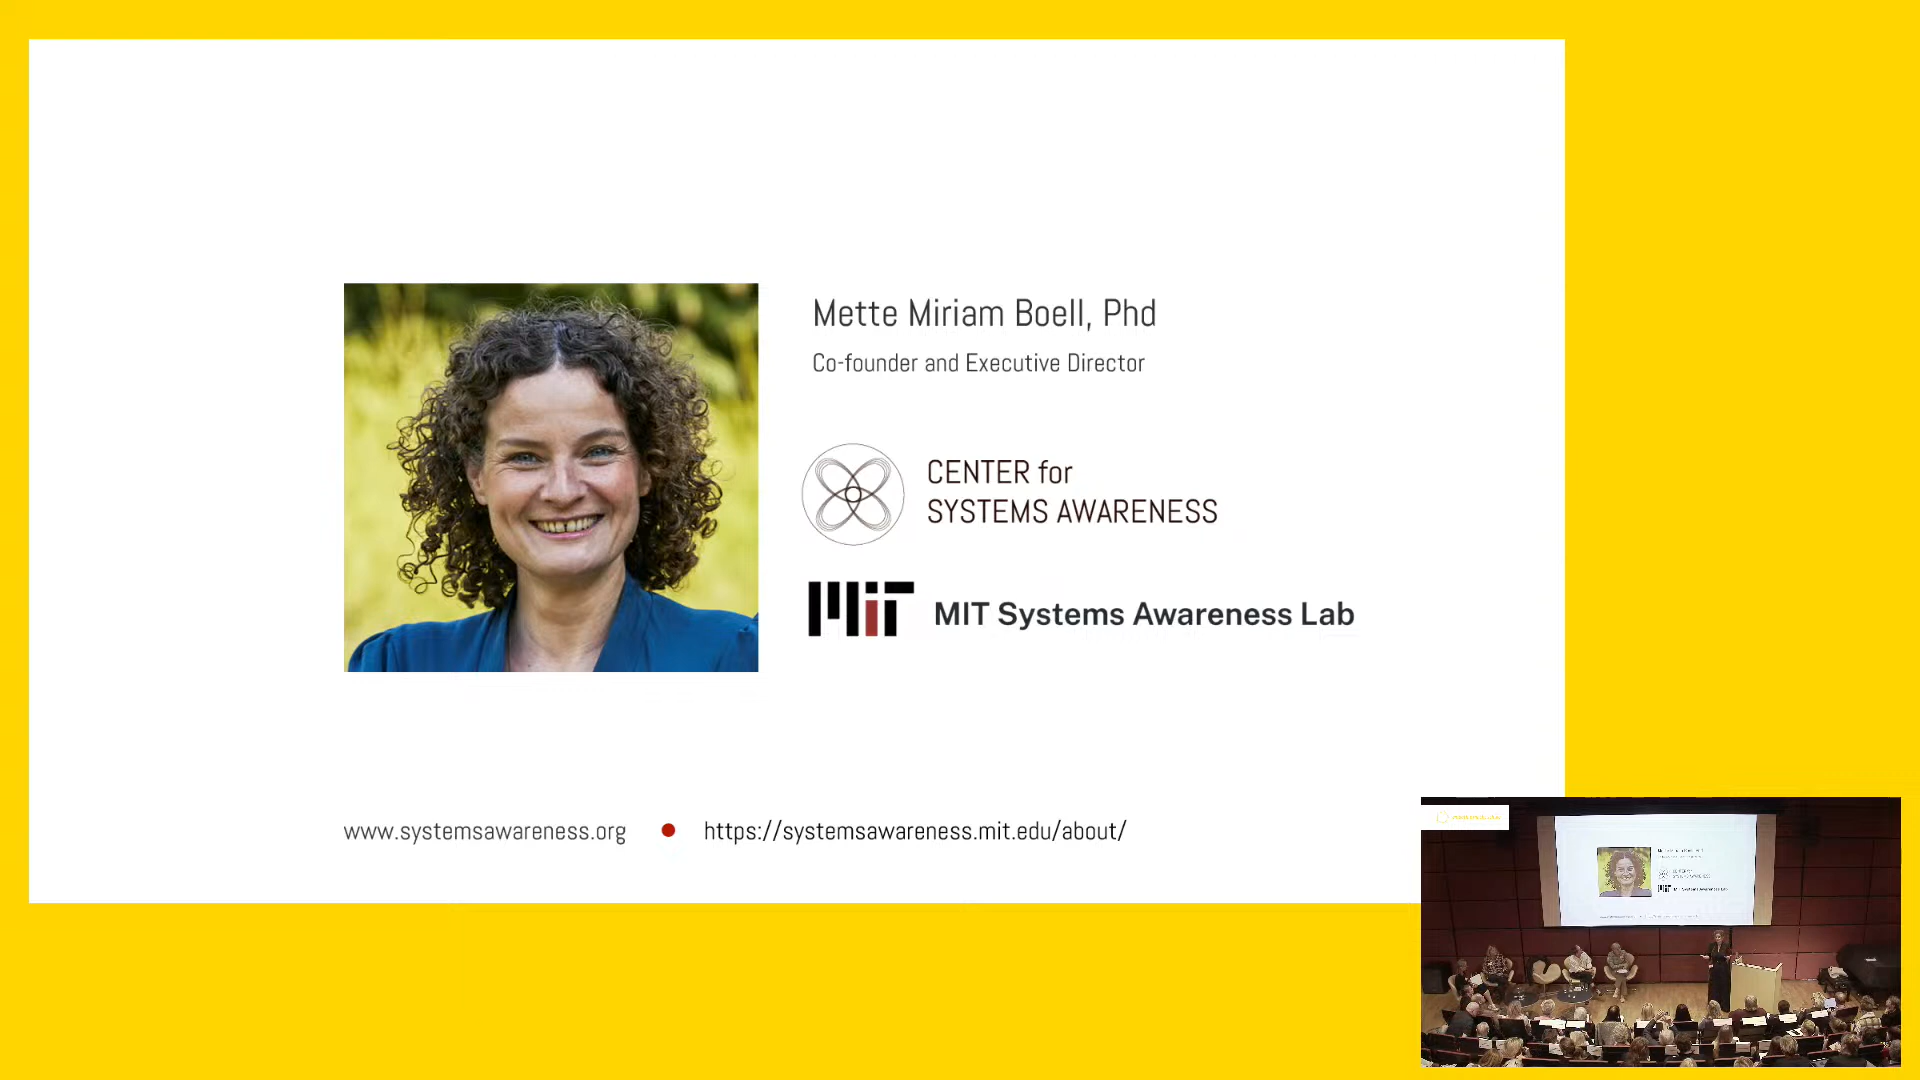 Mette Miriam Boell, Phd
Co-founder and Executive Director
CENTER for
SYSTEMS AWARENESS
MIT Systems Awareness Lab
www.systemsawareness.org
https://systemsawareness.mit.edu/about/